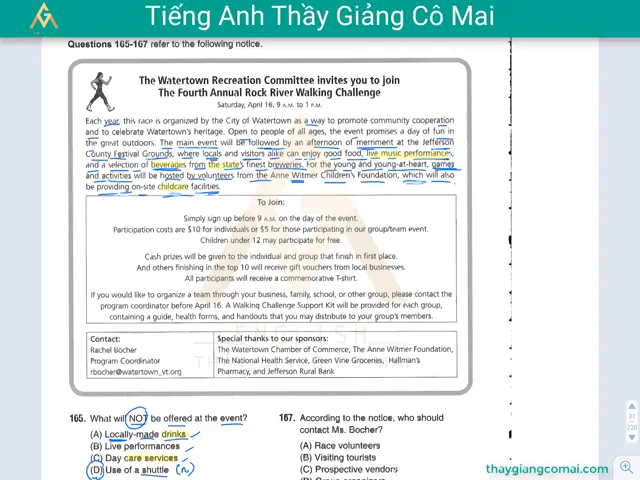 Tiếng Anh Thầy Giảng Cô Mai
Questions 165-167 refer to the following notice.
The Watertown Recreation Committee invites you to join
The Fourth Annual Rock River Walking Challenge
Saturday, April 16, 9 A.M. to 1 P.M.
Each year, this race is organized by the City of Watertown as a way to promote community cooperation
and to celebrate Watertown's heritage. Open to people of all ages, the event promises a day of fun in
the great outdoors. The main event will be followed by an afternoon of merriment at the Jefferson
County Festival Grounds, where locals and visitors alike can enjoy good food, live music performances,
and a selection of beverages from the state's finest breweries. For the young and young-at-heart, games
and activities will be hosted by volunteers from the Anne Witmer Children's Foundation, which will also
be providing on-site childcare facilities.
To Join:
Simply sign up before 9 A.M. on the day of the event.
Participation costs are $10 for individuals or $5 for those participating in our group/team event.
Children under 12 may participate for free.
Cash prizes will be given to the individual and group that finish in first place.
And others finishing in the top 10 will receive gift vouchers from local businesses.
All participants will receive a commemorative T-shirt.
If you would like to organize a team through your business, family, school, or other group, please contact the
program coordinator before April 16. A Walking Challenge Support Kit will be provided for each group,
containing a guide, health forms, and handouts that you may distribute to your group's members.
Contact:
Rachel Bocher
Program Coordinator
rbocher@watertown_vt.org
Special thanks to our sponsors:
The Watertown Chamber of Commerce, The Anne Witmer Foundation,
The National Health Service, Green Vine Groceries, Hallman's
Pharmacy, and Jefferson Rural Bank
165. What will NOT be offered at the event?
(A) Locally-made drinks
(B) Live performances
(C) Day care services
(D) Use of a shuttle (n)
167. According to the notice, who should
contact Ms. Bocher?
(A) Race volunteers
(B) Visiting tourists
(C) Prospective vendors
thaygiangcomai.com